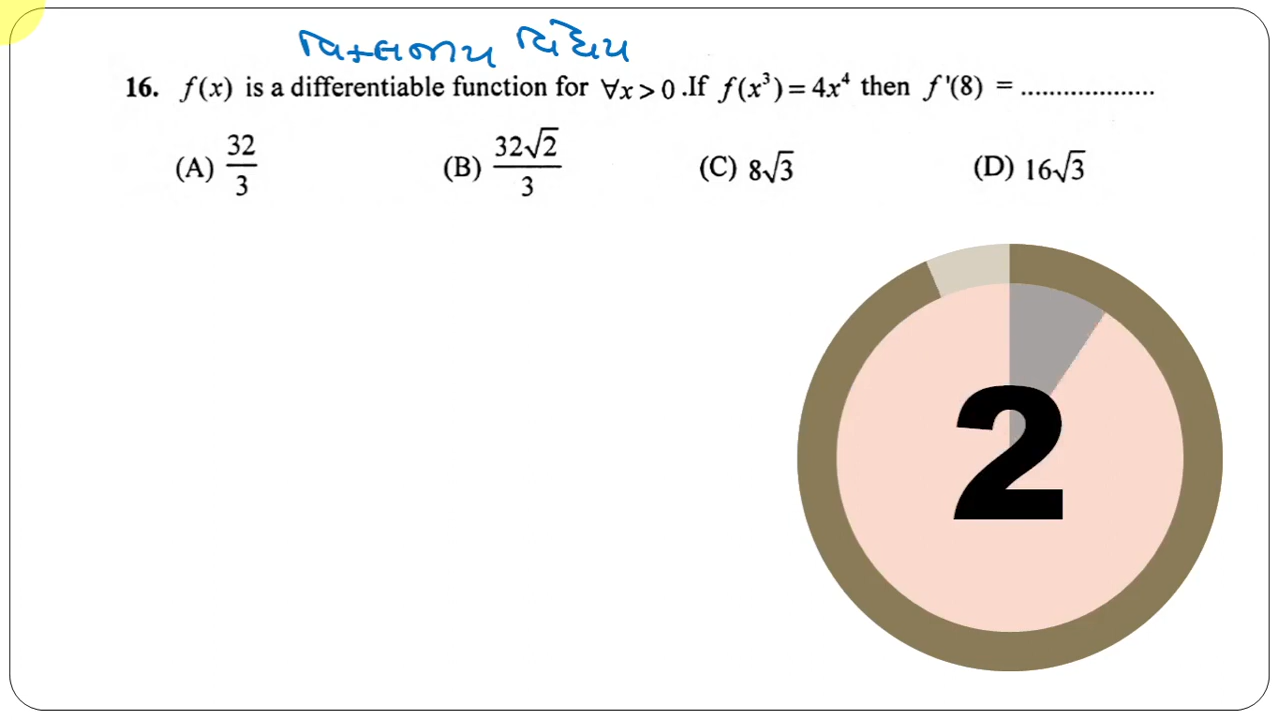 વિકલનીય વિધેય
16. f(x) is a differentiable function for ∀x > 0 .If f(x³) = 4x⁴ then f'(8) = ...................
(A) 32/3 (B) 32√2/3 (C) 8√3 (D) 16√3
2